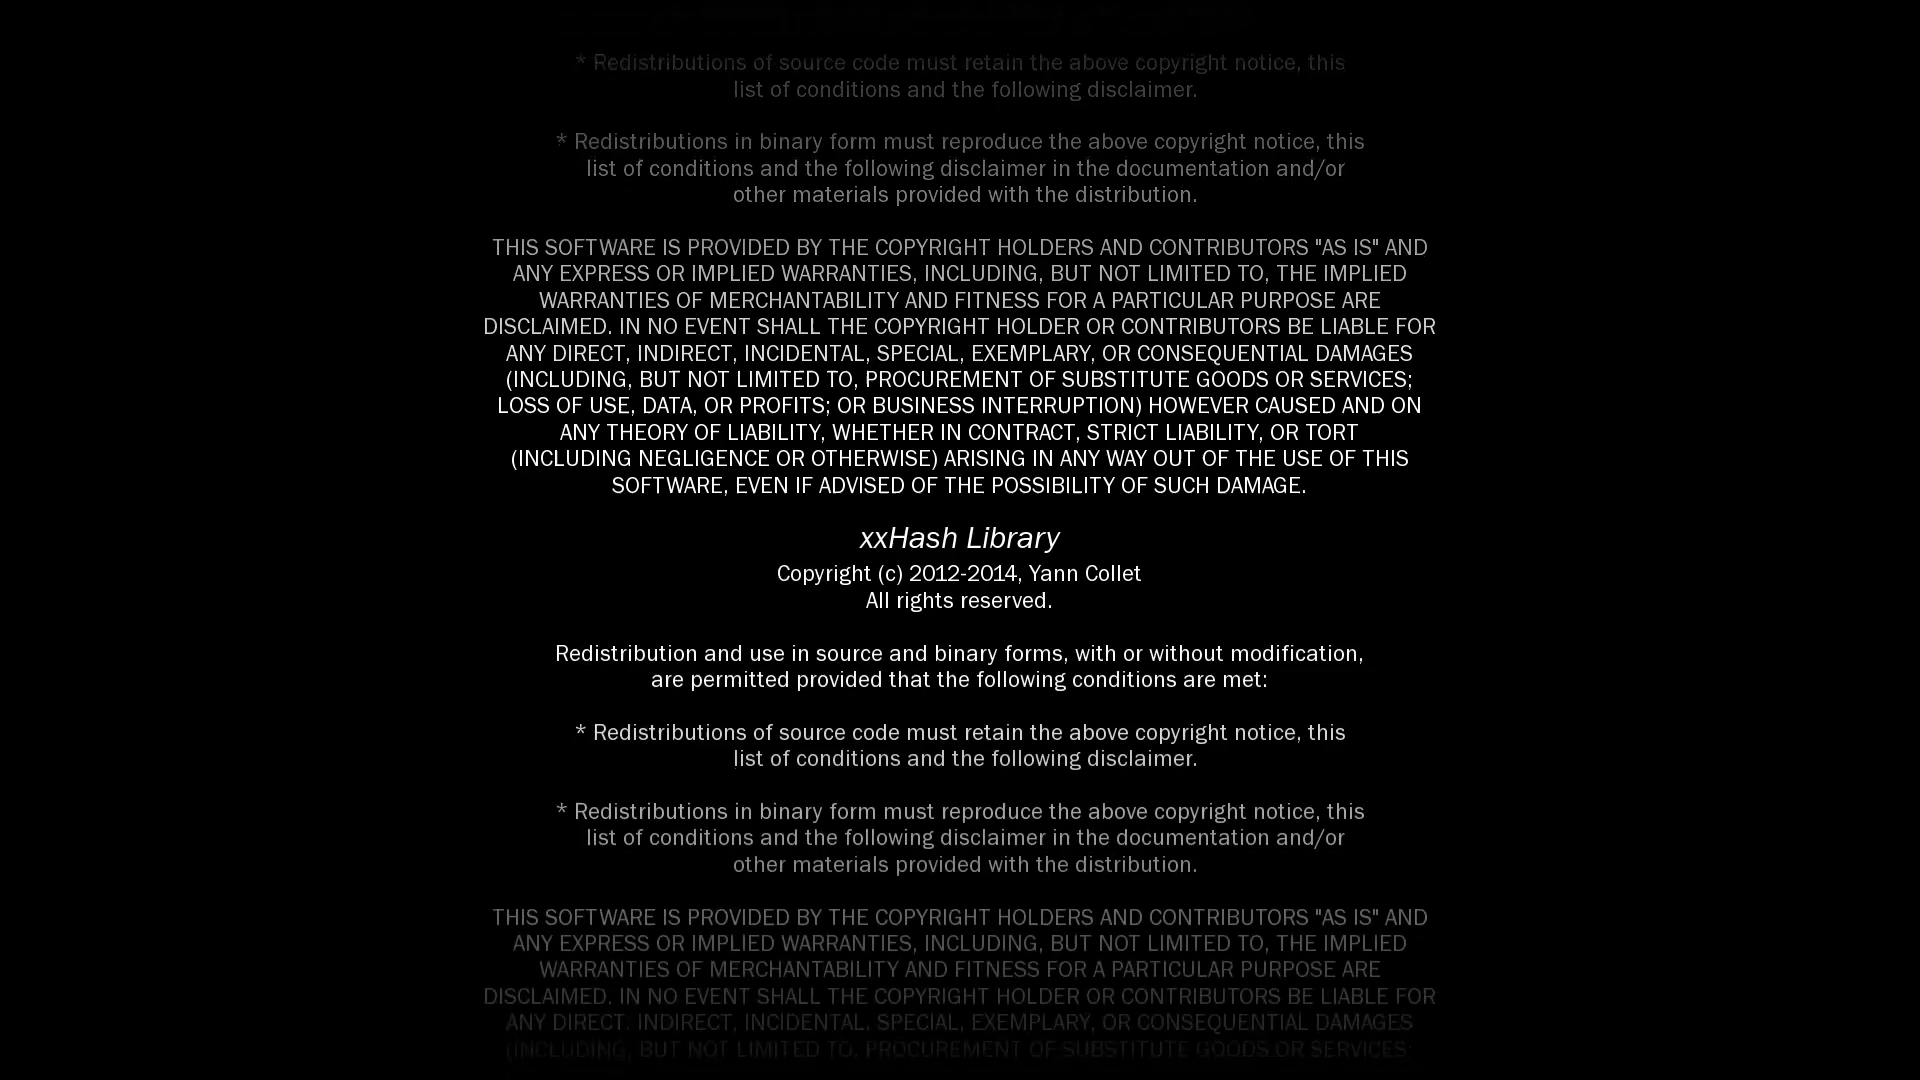 * Redistributions of source code must retain the above copyright notice, this
list of conditions and the following disclaimer.
* Redistributions in binary form must reproduce the above copyright notice, this
list of conditions and the following disclaimer in the documentation and/or
other materials provided with the distribution.
THIS SOFTWARE IS PROVIDED BY THE COPYRIGHT HOLDERS AND CONTRIBUTORS "AS IS" AND
ANY EXPRESS OR IMPLIED WARRANTIES, INCLUDING, BUT NOT LIMITED TO, THE IMPLIED
WARRANTIES OF MERCHANTABILITY AND FITNESS FOR A PARTICULAR PURPOSE ARE
DISCLAIMED. IN NO EVENT SHALL THE COPYRIGHT HOLDER OR CONTRIBUTORS BE LIABLE FOR
ANY DIRECT, INDIRECT, INCIDENTAL, SPECIAL, EXEMPLARY, OR CONSEQUENTIAL DAMAGES
(INCLUDING, BUT NOT LIMITED TO, PROCUREMENT OF SUBSTITUTE GOODS OR SERVICES;
LOSS OF USE, DATA, OR PROFITS; OR BUSINESS INTERRUPTION) HOWEVER CAUSED AND ON
ANY THEORY OF LIABILITY, WHETHER IN CONTRACT, STRICT LIABILITY, OR TORT
(INCLUDING NEGLIGENCE OR OTHERWISE) ARISING IN ANY WAY OUT OF THE USE OF THIS
SOFTWARE, EVEN IF ADVISED OF THE POSSIBILITY OF SUCH DAMAGE.
xxHash Library
Copyright (c) 2012-2014, Yann Collet
All rights reserved.
Redistribution and use in source and binary forms, with or without modification,
are permitted provided that the following conditions are met:
* Redistributions of source code must retain the above copyright notice, this
list of conditions and the following disclaimer.
* Redistributions in binary form must reproduce the above copyright notice, this
list of conditions and the following disclaimer in the documentation and/or
other materials provided with the distribution.
THIS SOFTWARE IS PROVIDED BY THE COPYRIGHT HOLDERS AND CONTRIBUTORS "AS IS" AND
ANY EXPRESS OR IMPLIED WARRANTIES, INCLUDING, BUT NOT LIMITED TO, THE IMPLIED
WARRANTIES OF MERCHANTABILITY AND FITNESS FOR A PARTICULAR PURPOSE ARE
DISCLAIMED. IN NO EVENT SHALL THE COPYRIGHT HOLDER OR CONTRIBUTORS BE LIABLE FOR
ANY DIRECT, INDIRECT, INCIDENTAL, SPECIAL, EXEMPLARY, OR CONSEQUENTIAL DAMAGES
(INCLUDING, BUT NOT LIMITED TO, PROCUREMENT OF SUBSTITUTE GOODS OR SERVICES;